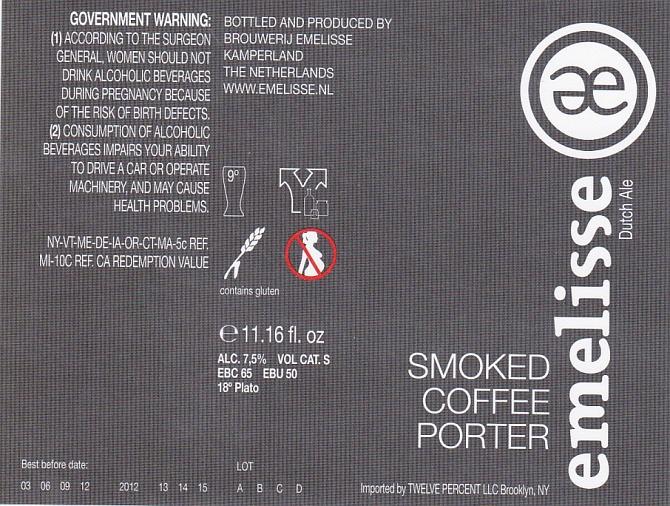 GOVERNMENT WARNING:
(1) ACCORDING TO THE SURGEON
GENERAL, WOMEN SHOULD NOT
DRINK ALCOHOLIC BEVERAGES
DURING PREGNANCY BECAUSE
OF THE RISK OF BIRTH DEFECTS.
(2) CONSUMPTION OF ALCOHOLIC
BEVERAGES IMPAIRS YOUR ABILITY
TO DRIVE A CAR OR OPERATE
MACHINERY, AND MAY CAUSE
HEALTH PROBLEMS.
NY-VT-ME-DE-IA-OR-CT-MA-5c REF.
MI-10C REF. CA REDEMPTION VALUE
BOTTLED AND PRODUCED BY
BROUWERIJ EMELISSE
KAMPERLAND
THE NETHERLANDS
WWW.EMELISSE.NL
9º
contains gluten
℮11.16 fl. oz
ALC. 7,5% VOL CAT. S
EBC 65 EBU 50
18º Plato
Best before date:
03 06 09 12 2012 13 14 15
LOT
A B C D
æ
emelisse
Dutch Ale
SMOKED
COFFEE
PORTER
Imported by TWELVE PERCENT LLC Brooklyn, NY